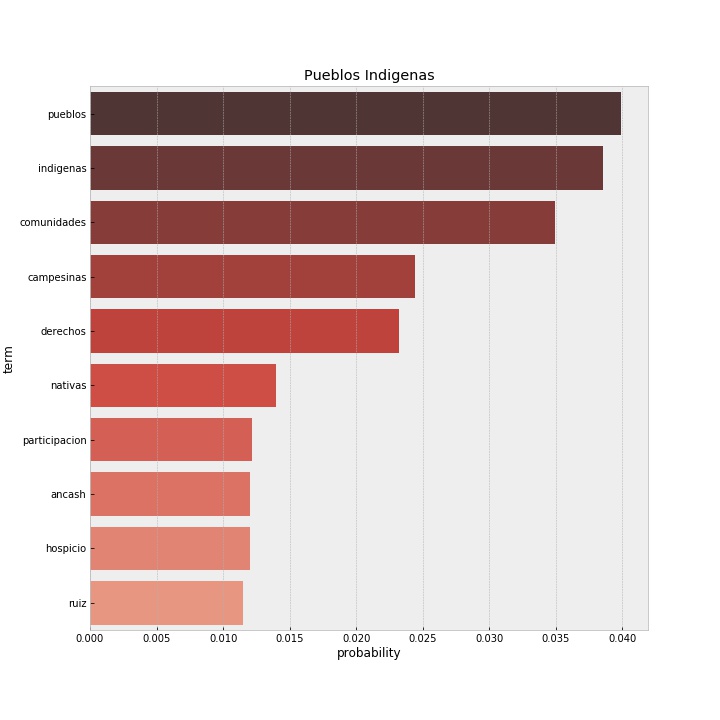 Pueblos Indigenas
term
pueblos
indigenas
comunidades
campesinas
derechos
nativas
participacion
ancash
hospicio
ruiz
0.000 0.005 0.010 0.015 0.020 0.025 0.030 0.035 0.040
probability